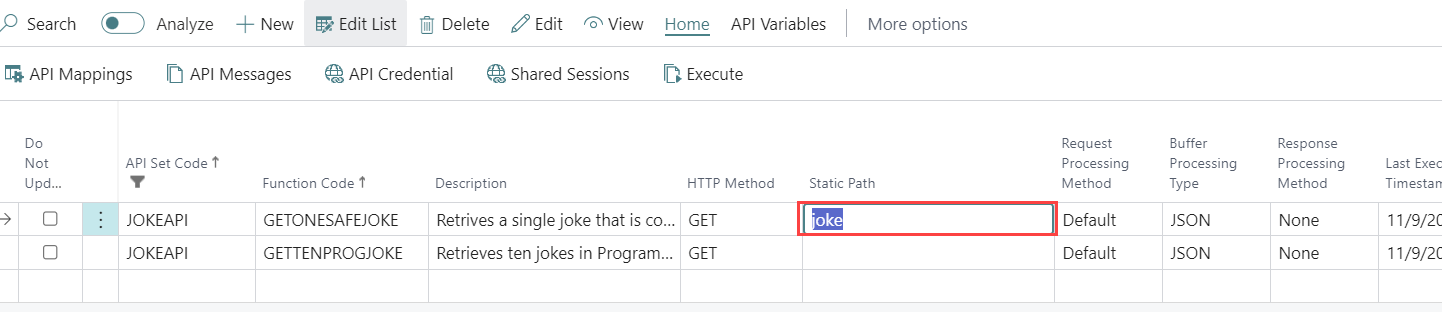 Search Analyze New Edit List Delete Edit View Home API Variables More options
API Mappings API Messages API Credential Shared Sessions Execute
Do Not Upd... API Set Code Function Code Description HTTP Method Static Path Request Processing Method Buffer Processing Type Response Processing Method Last Exec Timestam
JOKEAPI GETONESAFEJOKE Retrives a single joke that is co... GET joke Default JSON None 11/9/20
JOKEAPI GETTENPROGJOKE Retrieves ten jokes in Program... GET Default JSON None 11/9/20